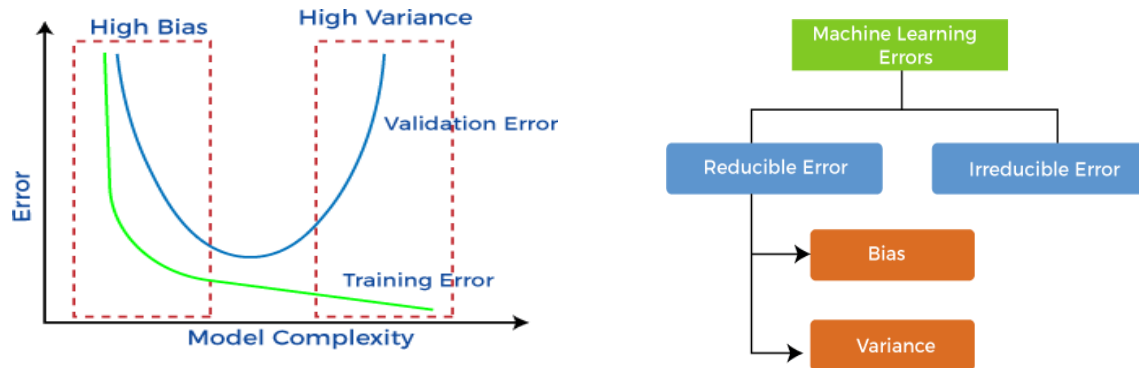 High Bias
High Variance
Validation Error
Training Error
Error
Model Complexity
Machine Learning
Errors
Reducible Error
Irreducible Error
Bias
Variance